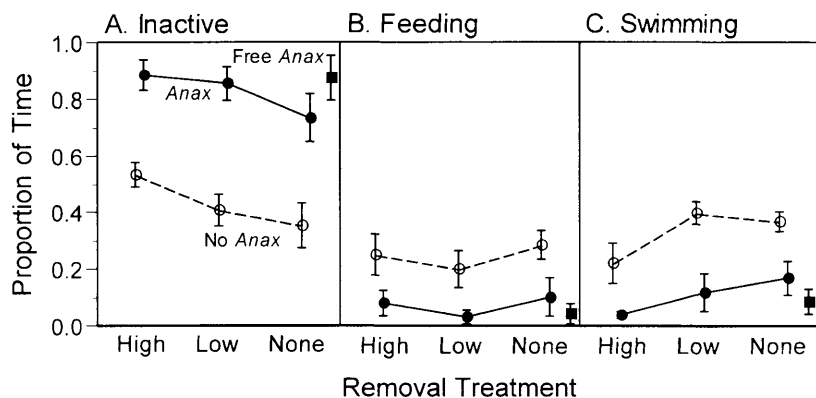 A. Inactive
B. Feeding
C. Swimming
Proportion of Time
1.0
0.8
0.6
0.4
0.2
0.0
Free Anax
Anax
No Anax
High Low None
High Low None
High Low None
Removal Treatment